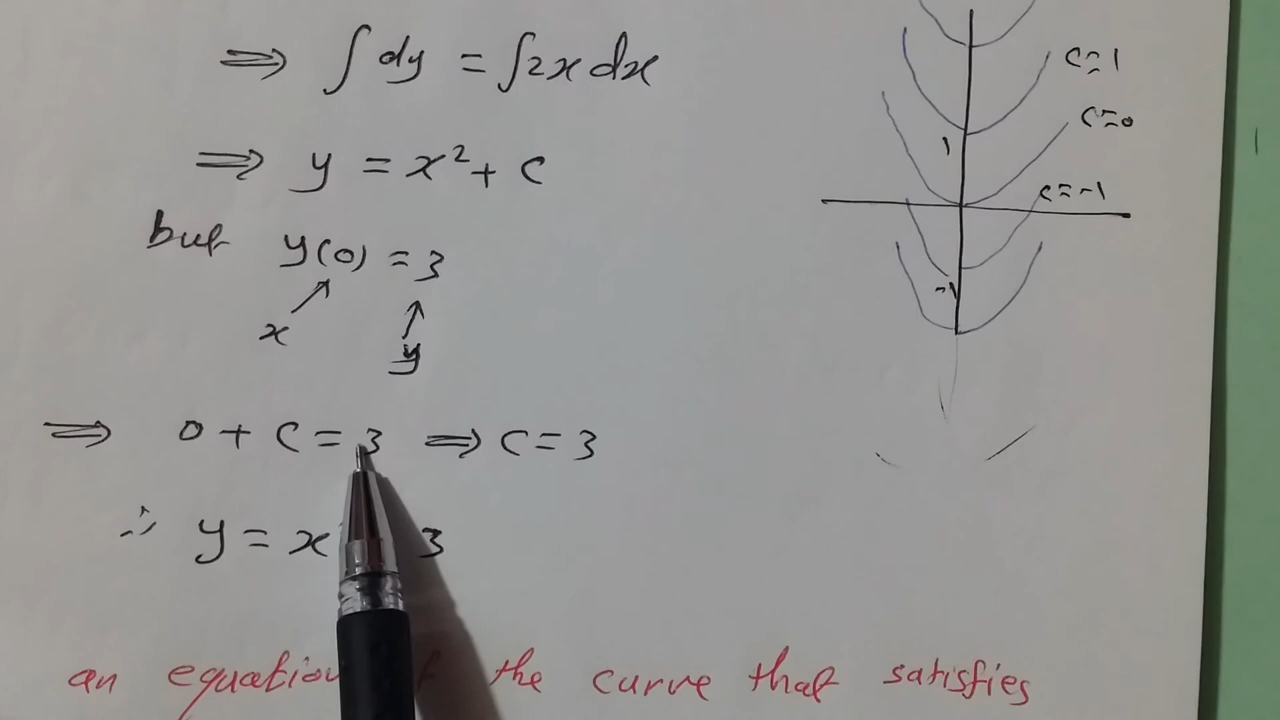 ⇒ ∫dy = ∫2x dx
⇒ y = x² + c
but y(0) = 3
x y
⇒ 0 + c = 3 ⇒ c = 3
∴ y = x 3
an equation the curve that satisfies
c=1
c=0
1
c=-1
-1